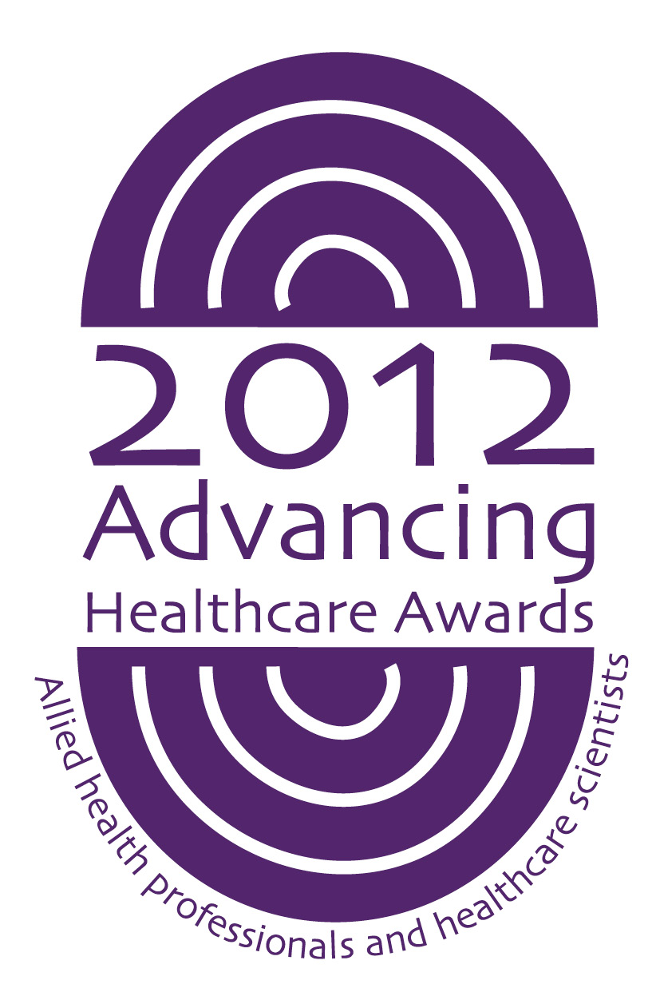 2012
Advancing
Healthcare Awards
Allied health professionals and healthcare scientists